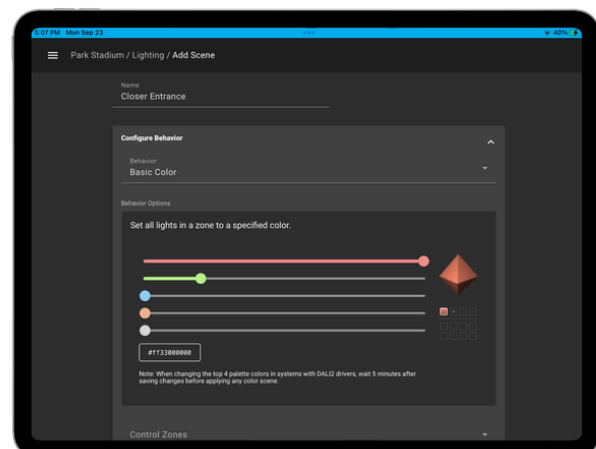 5:07 PM Mon Sep 23
40%
Park Stadium / Lighting / Add Scene
Name
Closer Entrance
Configure Behavior
Behavior
Basic Color
Behavior Options
Set all lights in a zone to a specified color.
#ff33000000
Note: When changing the top 4 palette colors in systems with DALI2 drivers, wait 5 minutes after
saving changes before applying any color scene.
Control Zones